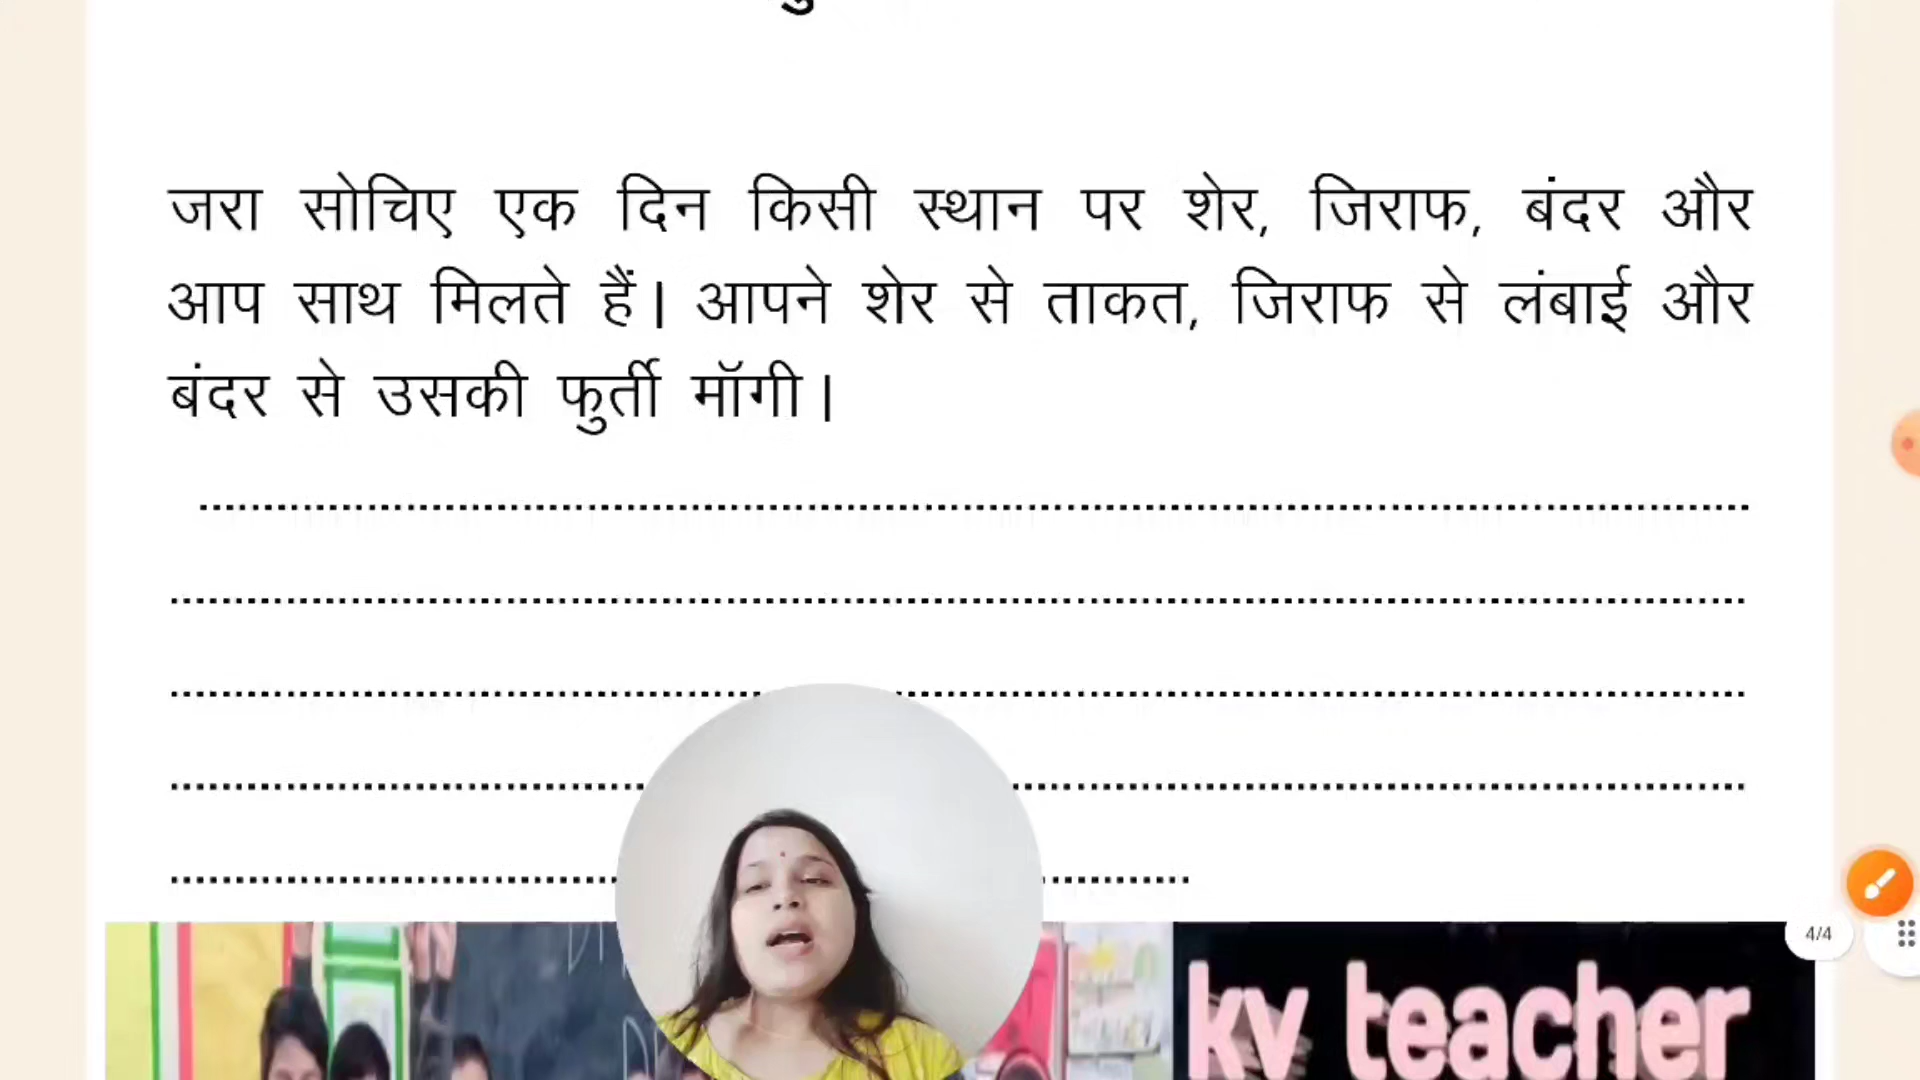 जरा सोचिए एक दिन किसी स्थान पर शेर, जिराफ, बंदर और
आप साथ मिलते हैं। आपने शेर से ताकत, जिराफ से लंबाई और
बंदर से उसकी फुर्ती मॉगी।
4/4
kv teacher